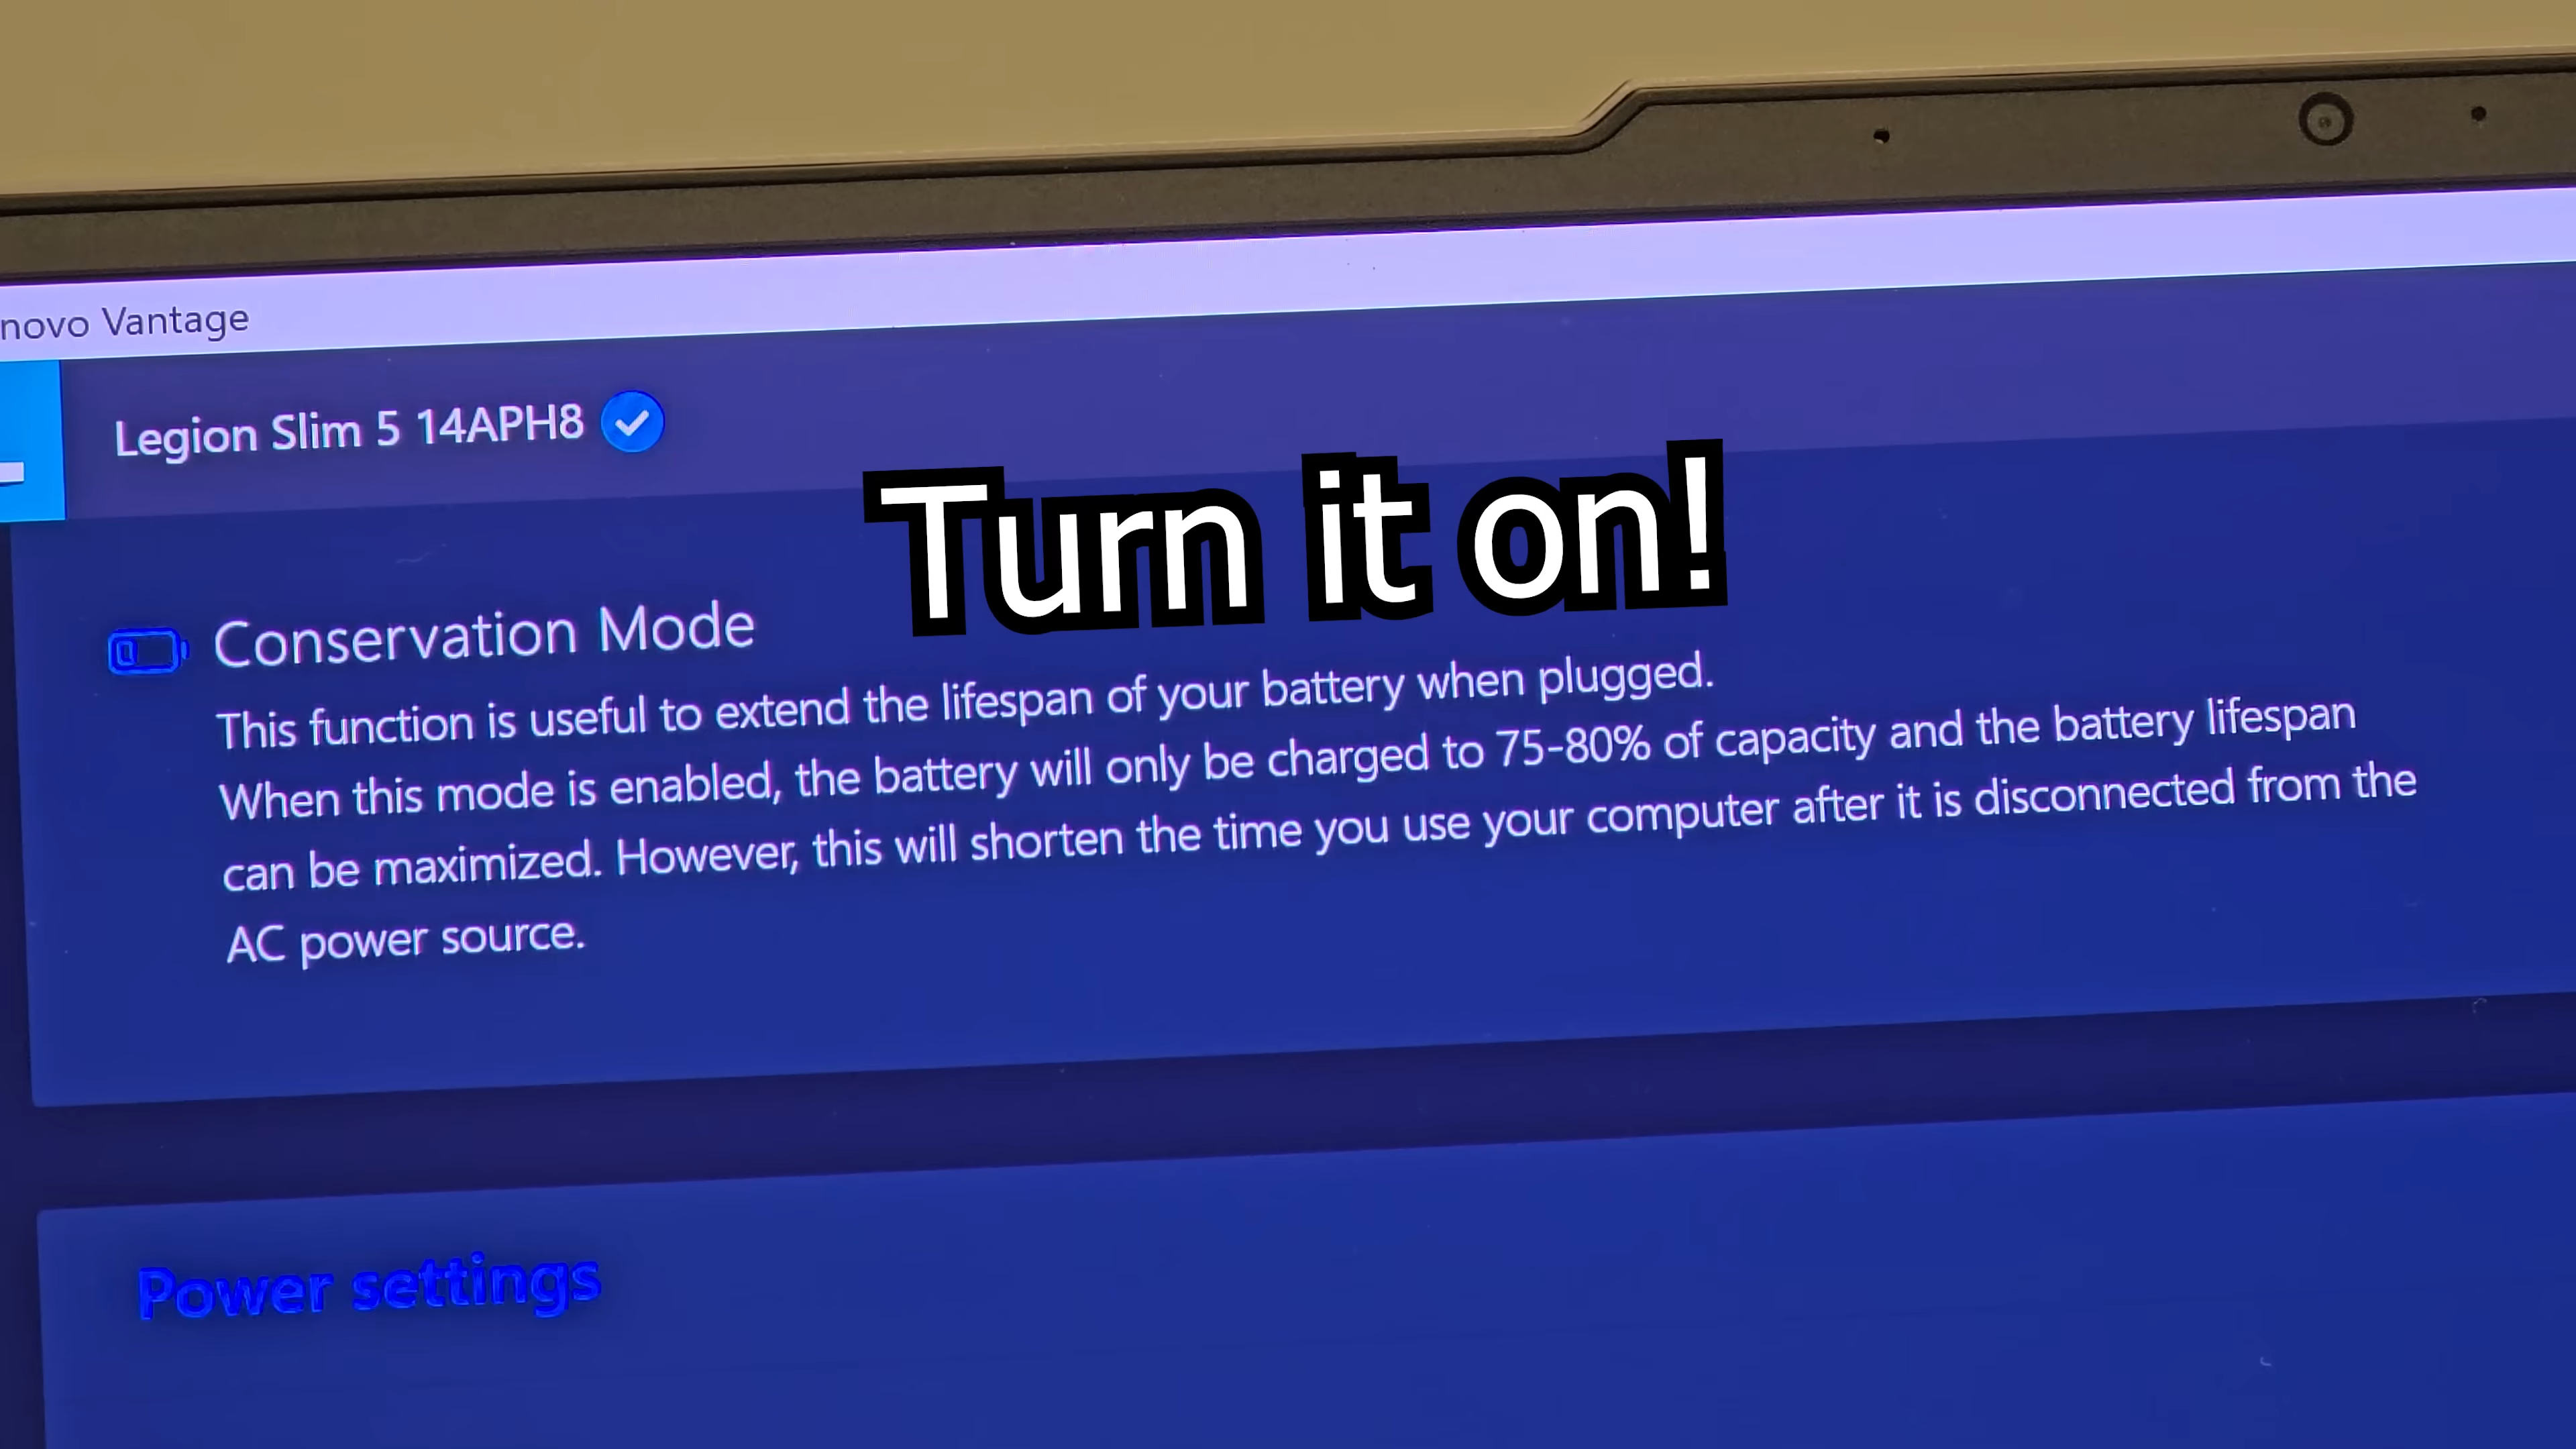 novo Vantage
Legion Slim 5 14APH8
Turn it on!
Conservation Mode
This function is useful to extend the lifespan of your battery when plugged.
When this mode is enabled, the battery will only be charged to 75-80% of capacity and the battery lifespan
can be maximized. However, this will shorten the time you use your computer after it is disconnected from the
AC power source.
Power settings